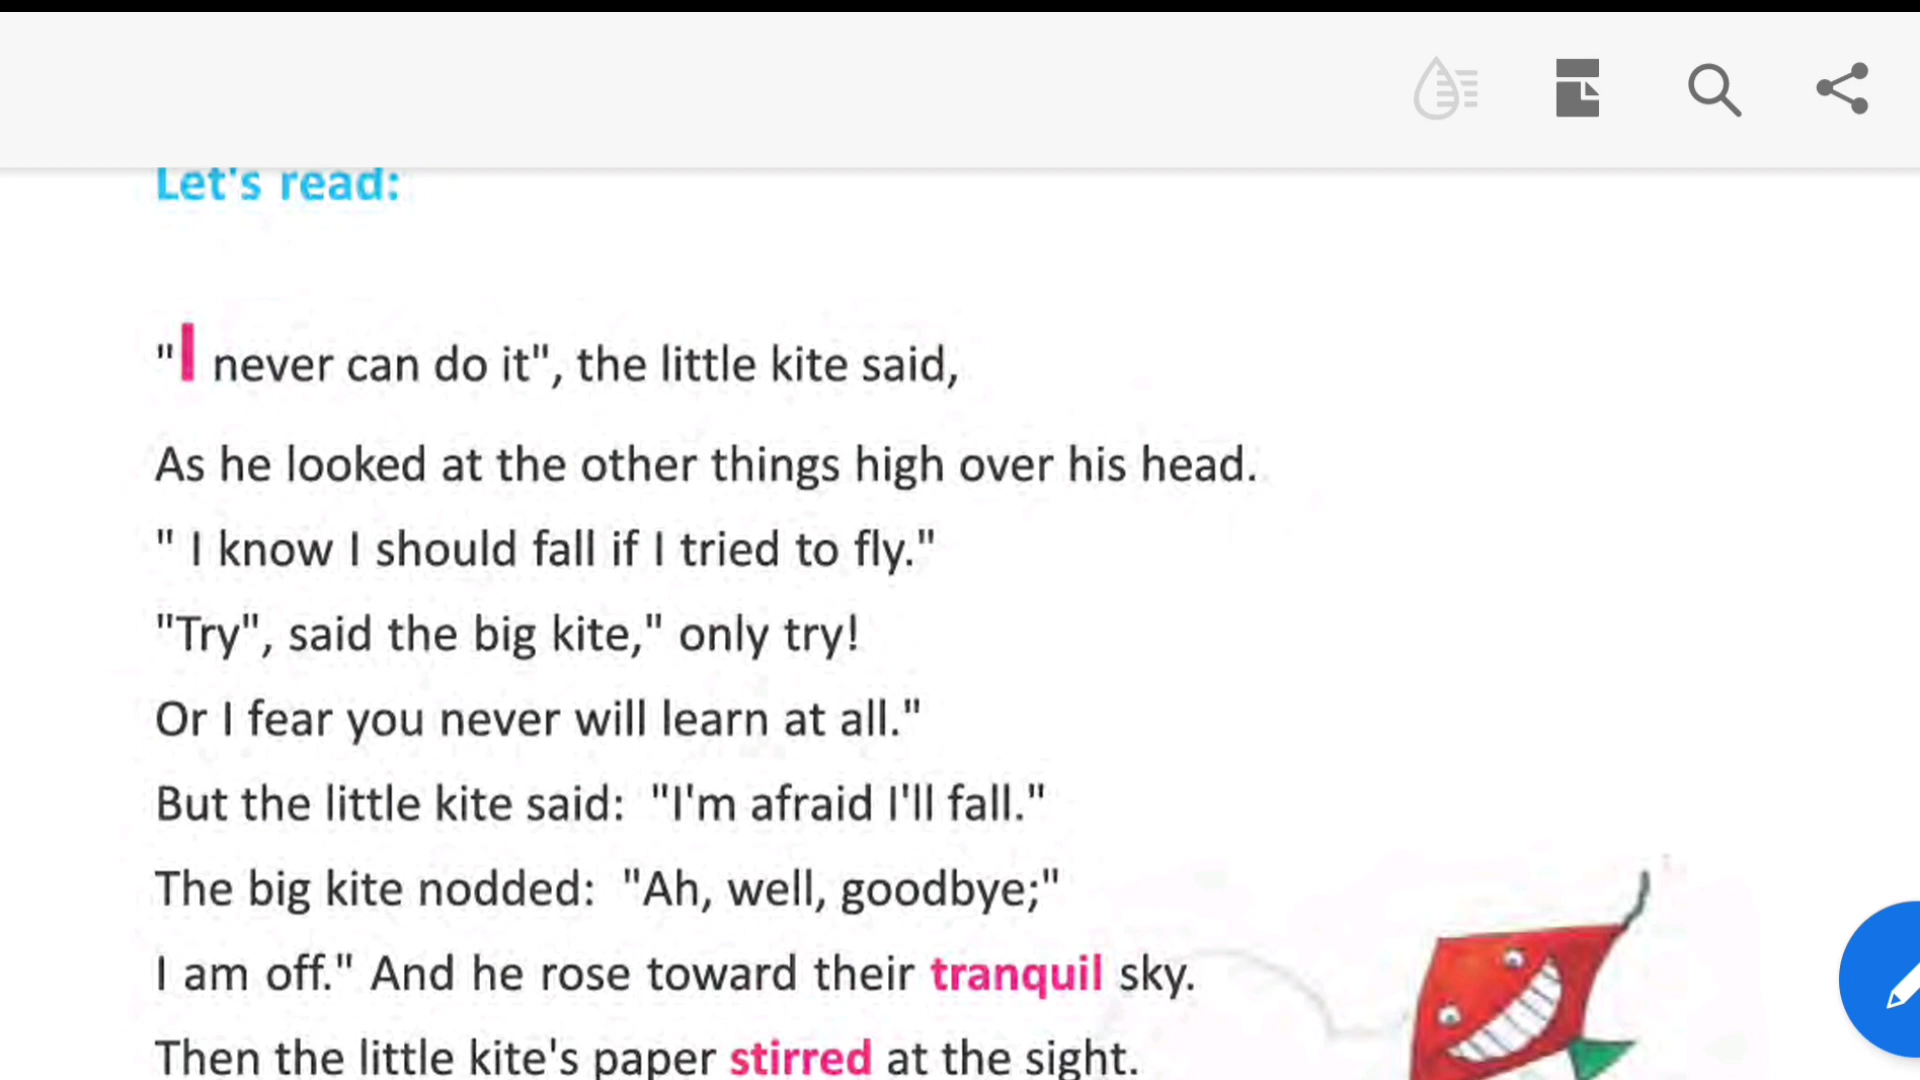 Let's read:
"I never can do it", the little kite said,
As he looked at the other things high over his head.
" I know I should fall if I tried to fly."
"Try", said the big kite," only try!
Or I fear you never will learn at all."
But the little kite said: "I'm afraid I'll fall."
The big kite nodded: "Ah, well, goodbye;"
I am off." And he rose toward their tranquil sky.
Then the little kite's paper stirred at the sight.